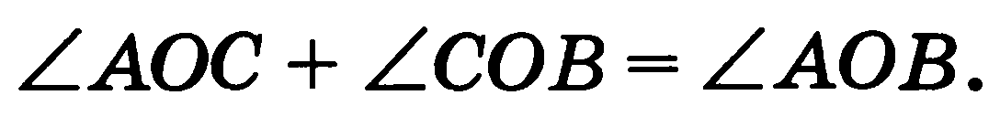 ∠AOC + ∠COB = ∠AOB.